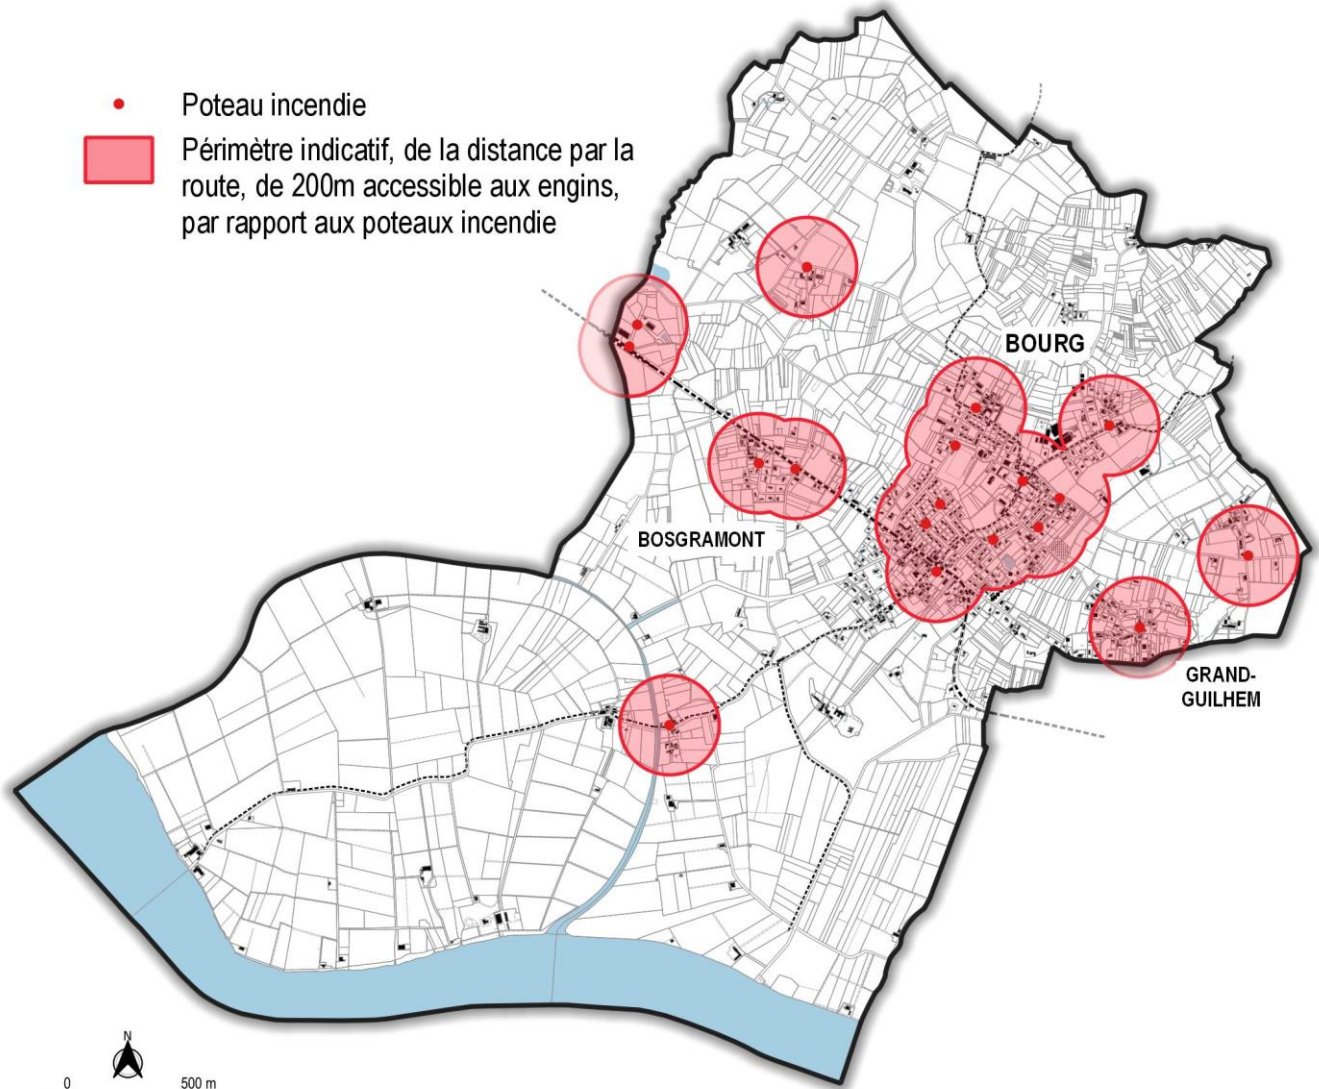 Poteau incendie
Périmètre indicatif, de la distance par la
route, de 200m accessible aux engins,
par rapport aux poteaux incendie
BOURG
BOSGRAMONT
GRAND-
GUILHEM
N
0 500 m